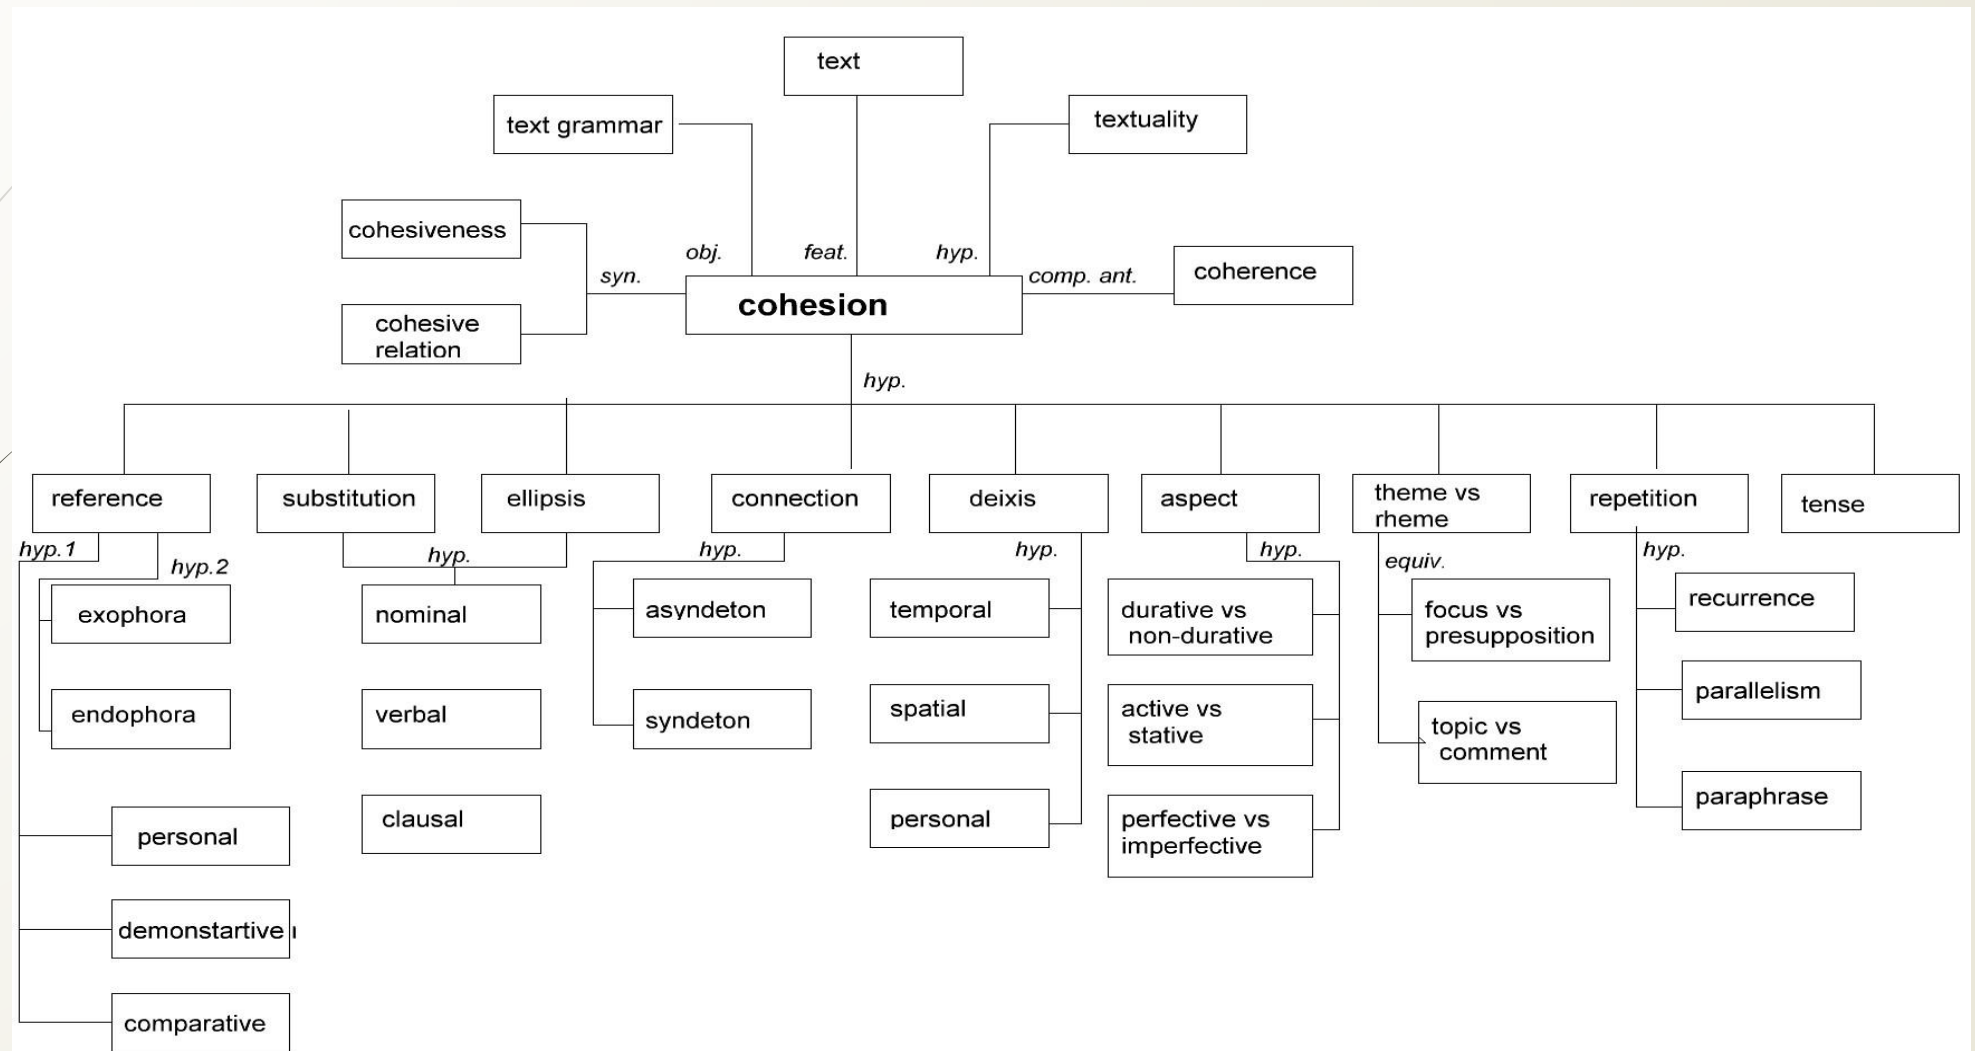 text
text grammar
textuality
cohesiveness
obj.
feat.
hyp.
syn.
comp. ant.
coherence
cohesion
cohesive
relation
hyp.
reference
substitution
ellipsis
connection
deixis
aspect
theme vs
rheme
repetition
tense
hyp.1
hyp.2
hyp.
hyp.
hyp.
hyp.
equiv.
hyp.
exophora
nominal
asyndeton
temporal
durative vs
non-durative
focus vs
presupposition
recurrence
endophora
verbal
syndeton
spatial
active vs
stative
topic vs
comment
parallelism
personal
clausal
personal
perfective vs
imperfective
paraphrase
demonstartive
comparative